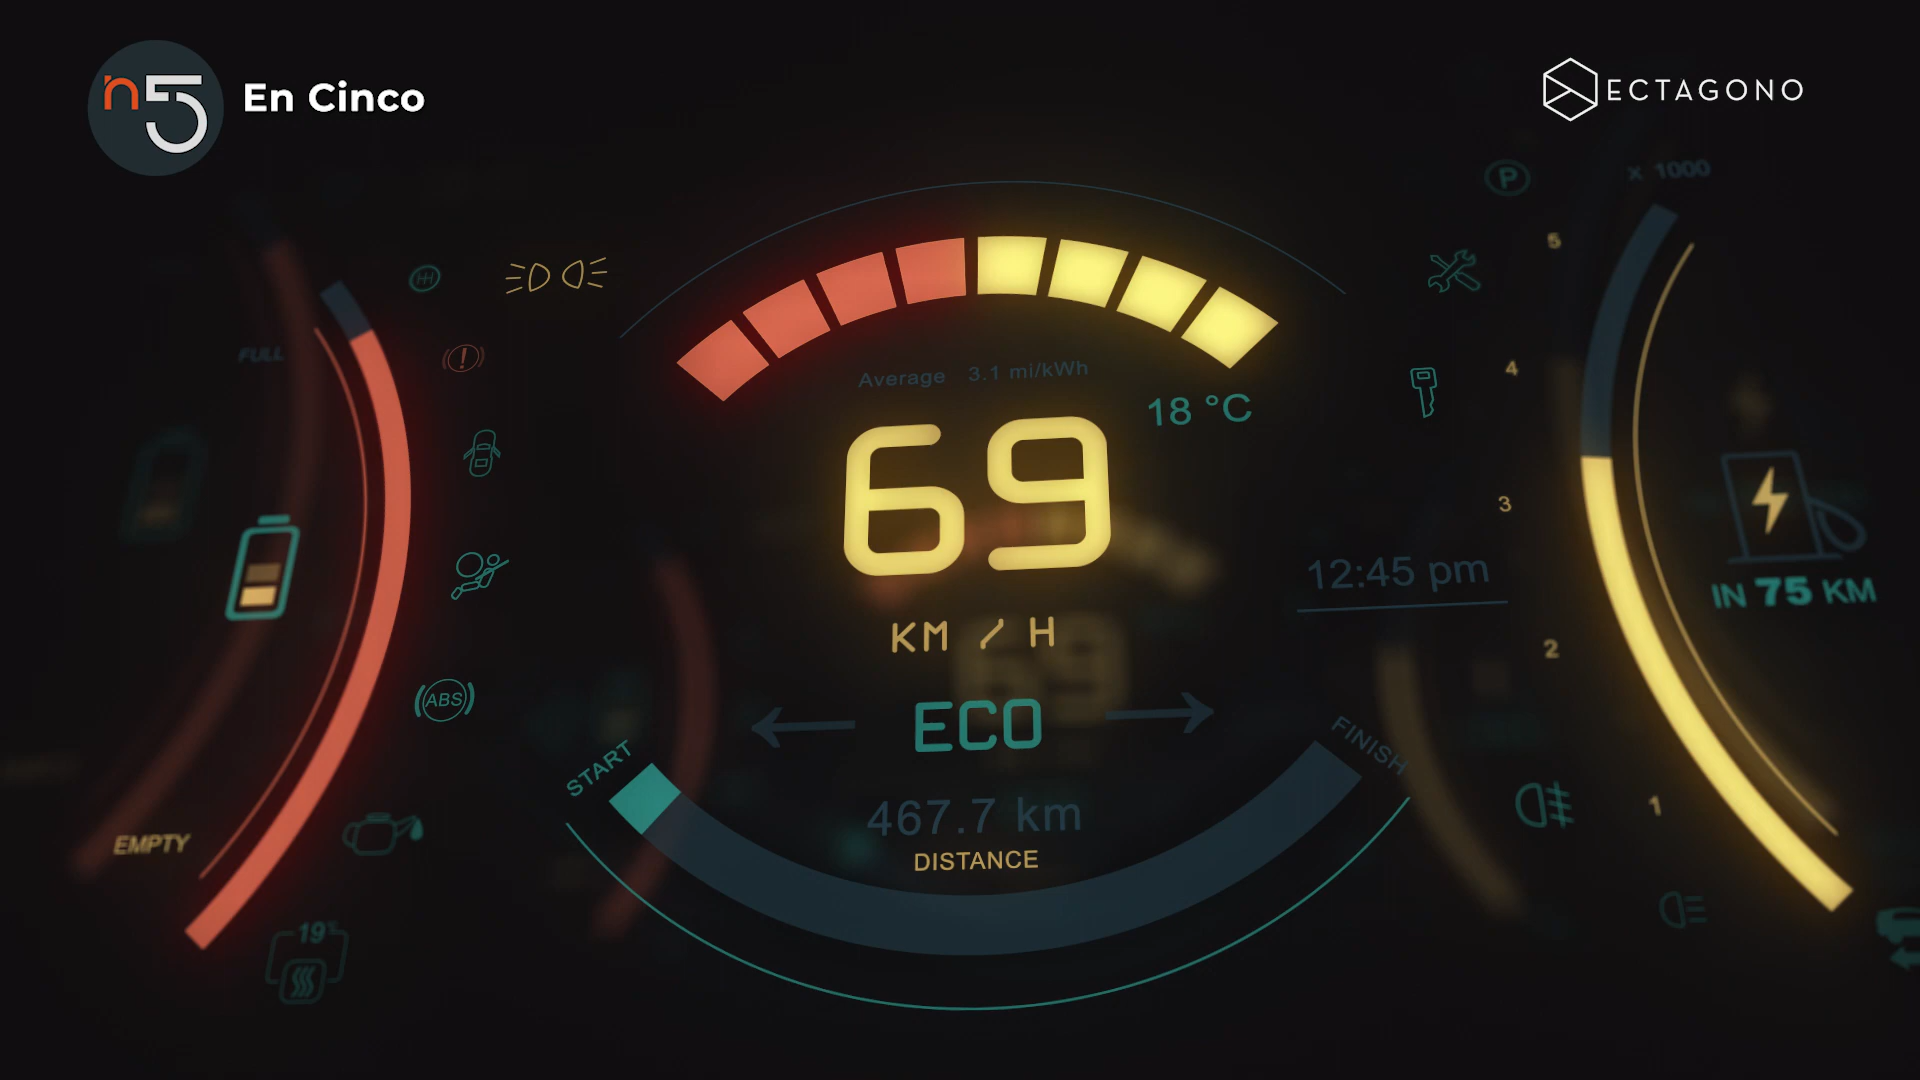 n5
En Cinco
ECTAGONO
P
x 1000
5
FULL
!
4
Average 3.1 mi/kWh
18 °C
69
3
12:45 pm
IN 75 KM
KM / H
2
ABS
ECO
START
FINISH
467.7 km
1
EMPTY
DISTANCE
19